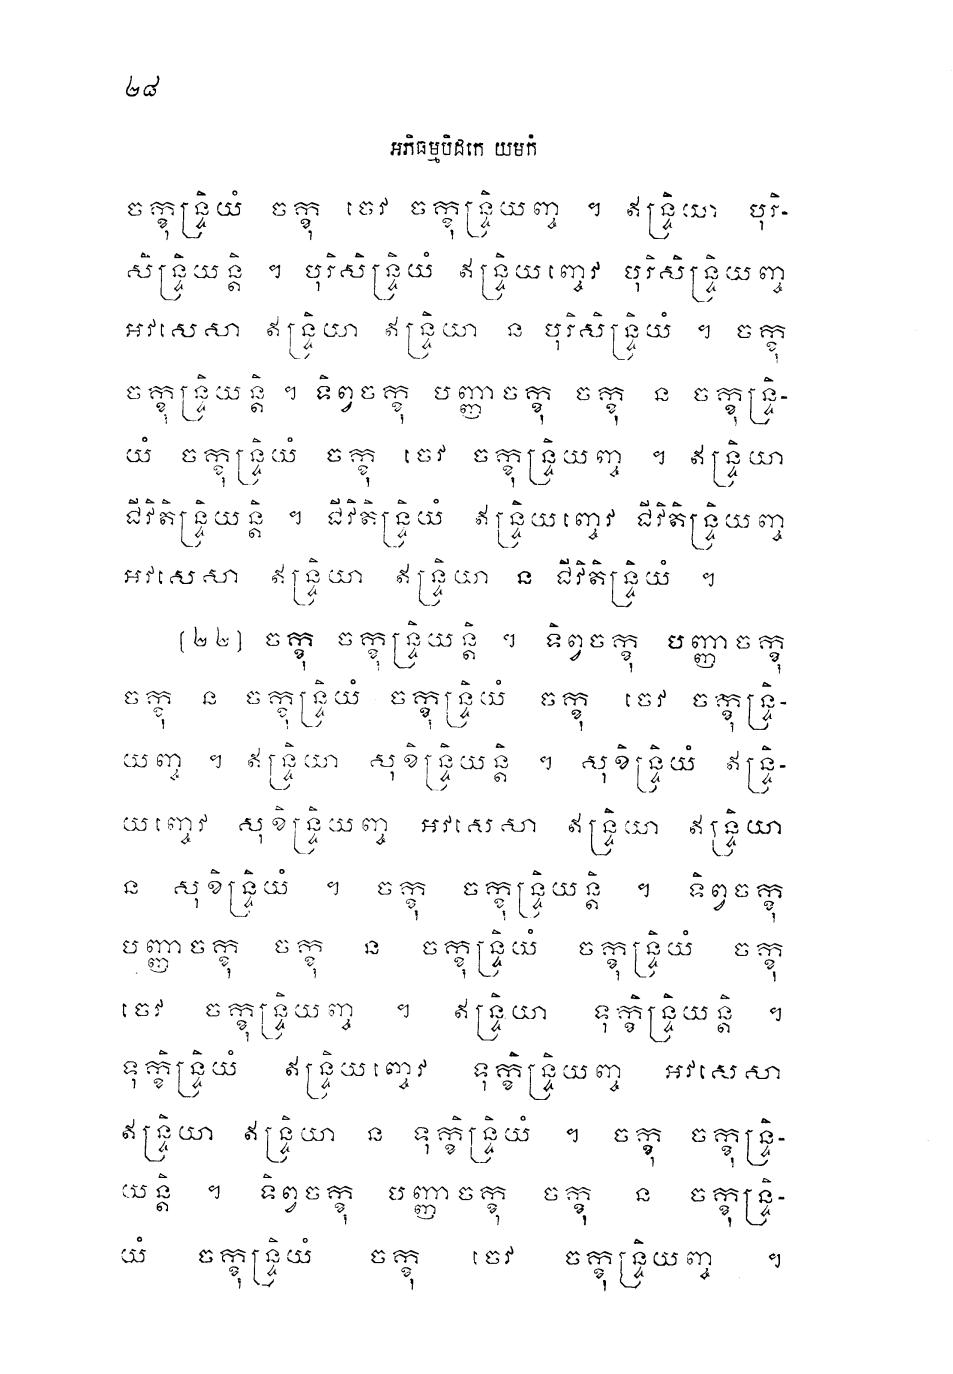 ២៨
អភិធម្មបិដកេ យមកំ
ចក្ខុន្ទ្រិយំ ចក្ខុ ចេវ ចក្ខុន្ទ្រិយញ្ច ។ ឥន្ទ្រិយា បុរិ-
សិន្ទ្រិយន្តិ ។ បុរិសិន្ទ្រិយំ ឥន្ទ្រិយញ្ចេវ បុរិសិន្ទ្រិយញ្ច
អវសេសា ឥន្ទ្រិយា ឥន្ទ្រិយា ន បុរិសិន្ទ្រិយំ ។ ចក្ខុ
ចក្ខុន្ទ្រិយន្តិ ។ ទិព្វចក្ខុ បញ្ញាចក្ខុ ចក្ខុ ន ចក្ខុន្ទ្រិ-
យំ ចក្ខុន្ទ្រិយំ ចក្ខុ ចេវ ចក្ខុន្ទ្រិយញ្ច ។ ឥន្ទ្រិយា
ជីវិតិន្ទ្រិយន្តិ ។ ជីវិតិន្ទ្រិយំ ឥន្ទ្រិយញ្ចេវ ជីវិតិន្ទ្រិយញ្ច
អវសេសា ឥន្ទ្រិយា ឥន្ទ្រិយា ន ជីវិតិន្ទ្រិយំ ។
[២២] ចក្ខុ ចក្ខុន្ទ្រិយន្តិ ។ ទិព្វចក្ខុ បញ្ញាចក្ខុ
ចក្ខុ ន ចក្ខុន្ទ្រិយំ ចក្ខុន្ទ្រិយំ ចក្ខុ ចេវ ចក្ខុន្ទ្រិ-
យញ្ច ។ ឥន្ទ្រិយា សុខិន្ទ្រិយន្តិ ។ សុខិន្ទ្រិយំ ឥន្ទ្រិ-
យញ្ចេវ សុខិន្ទ្រិយញ្ច អវសេសា ឥន្ទ្រិយា ឥន្ទ្រិយា
ន សុខិន្ទ្រិយំ ។ ចក្ខុ ចក្ខុន្ទ្រិយន្តិ ។ ទិព្វចក្ខុ
បញ្ញាចក្ខុ ចក្ខុ ន ចក្ខុន្ទ្រិយំ ចក្ខុន្ទ្រិយំ ចក្ខុ
ចេវ ចក្ខុន្ទ្រិយញ្ច ។ ឥន្ទ្រិយា ទុក្ខិន្ទ្រិយន្តិ ។
ទុក្ខិន្ទ្រិយំ ឥន្ទ្រិយញ្ចេវ ទុក្ខិន្ទ្រិយញ្ច អវសេសា
ឥន្ទ្រិយា ឥន្ទ្រិយា ន ទុក្ខិន្ទ្រិយំ ។ ចក្ខុ ចក្ខុន្ទ្រិ-
យន្តិ ។ ទិព្វចក្ខុ បញ្ញាចក្ខុ ចក្ខុ ន ចក្ខុន្ទ្រិ-
យំ ចក្ខុន្ទ្រិយំ ចក្ខុ ចេវ ចក្ខុន្ទ្រិយញ្ច ។